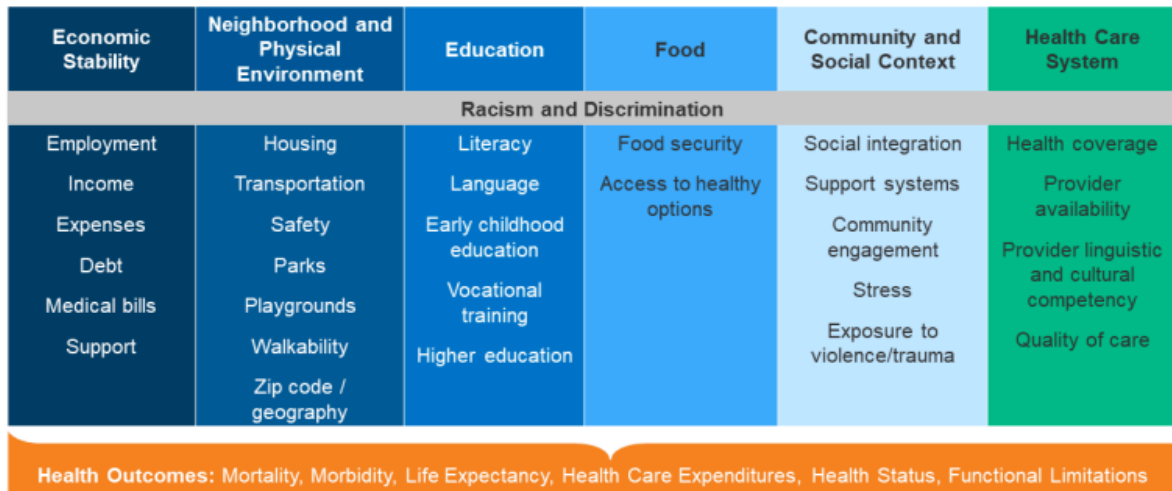 Economic
Stability
Neighborhood and
Physical
Environment
Education
Food
Community and
Social Context
Health Care
System
Racism and Discrimination
Employment
Income
Expenses
Debt
Medical bills
Support
Housing
Transportation
Safety
Parks
Playgrounds
Walkability
Zip code /
geography
Literacy
Language
Early childhood
education
Vocational
training
Higher education
Food security
Access to healthy
options
Social integration
Support systems
Community
engagement
Stress
Exposure to
violence/trauma
Health coverage
Provider
availability
Provider linguistic
and cultural
competency
Quality of care
Health Outcomes: Mortality, Morbidity, Life Expectancy, Health Care Expenditures, Health Status, Functional Limitations